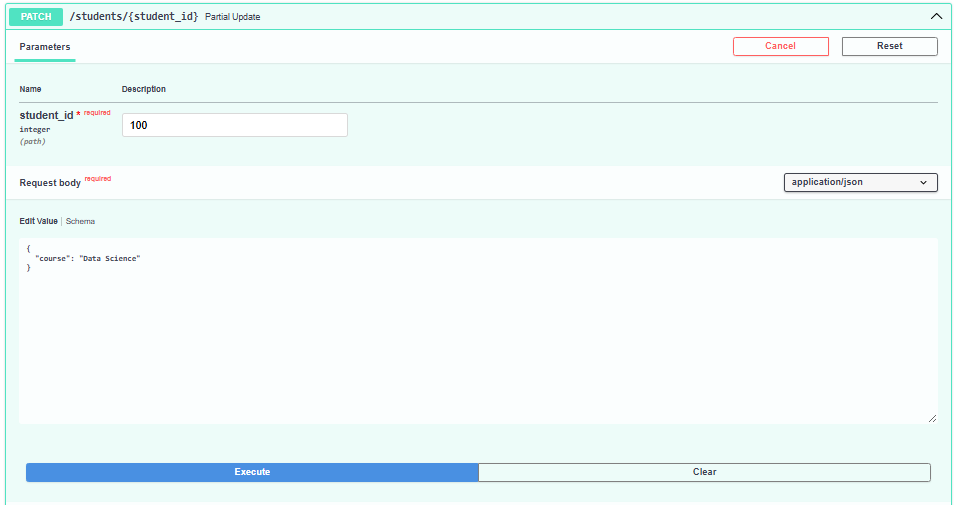 PATCH /students/{student_id} Partial Update
Parameters Cancel Reset
Name Description
student_id * required 100
integer
(path)
Request body required application/json
Edit Value | Schema
{
"course": "Data Science"
}
Execute Clear